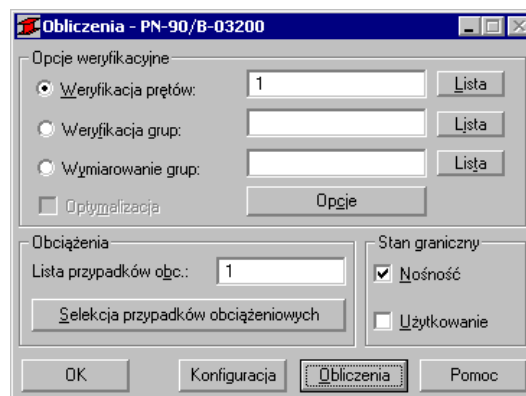 Obliczenia - PN-90/B-03200
Opcje weryfikacyjne
Weryfikacja prętów: 1 Lista
Weryfikacja grup: Lista
Wymiarowanie grup: Lista
Optymalizacja Opcje
Obciążenia
Lista przypadków obc.: 1
Selekcja przypadków obciążeniowych
Stan graniczny
Nośność
Użytkowanie
OK Konfiguracja Obliczenia Pomoc